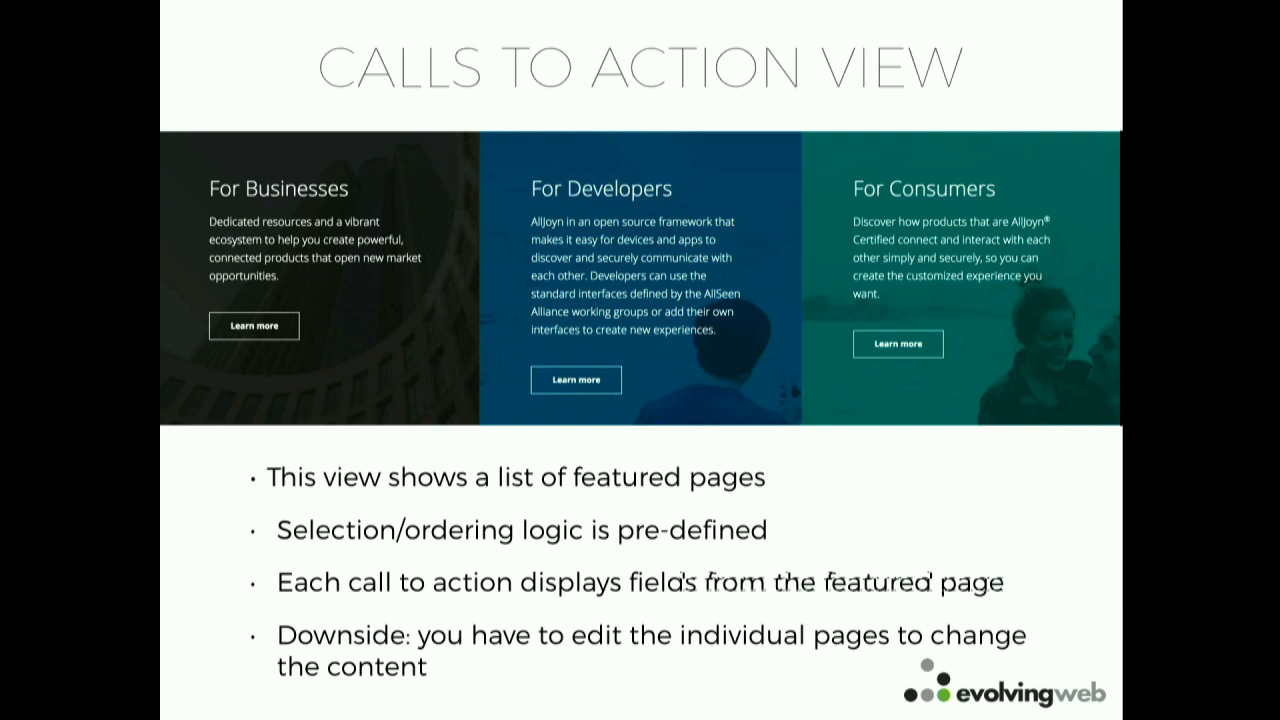 CALLS TO ACTION VIEW
For Businesses
Dedicated resources and a vibrant
ecosystem to help you create powerful,
connected products that open new market
opportunities.
Learn more
For Developers
AllJoyn in an open source framework that
makes it easy for devices and apps to
discover and securely communicate with
each other. Developers can use the
standard interfaces defined by the AllSeen
Alliance working groups or add their own
interfaces to create new experiences.
Learn more
For Consumers
Discover how products that are AllJoyn®
Certified connect and interact with each
other simply and securely, so you can
create the customized experience you
want.
Learn more
• This view shows a list of featured pages
• Selection/ordering logic is pre-defined
• Each call to action displays fields from the featured page
• Downside: you have to edit the individual pages to change
the content
evolvingweb